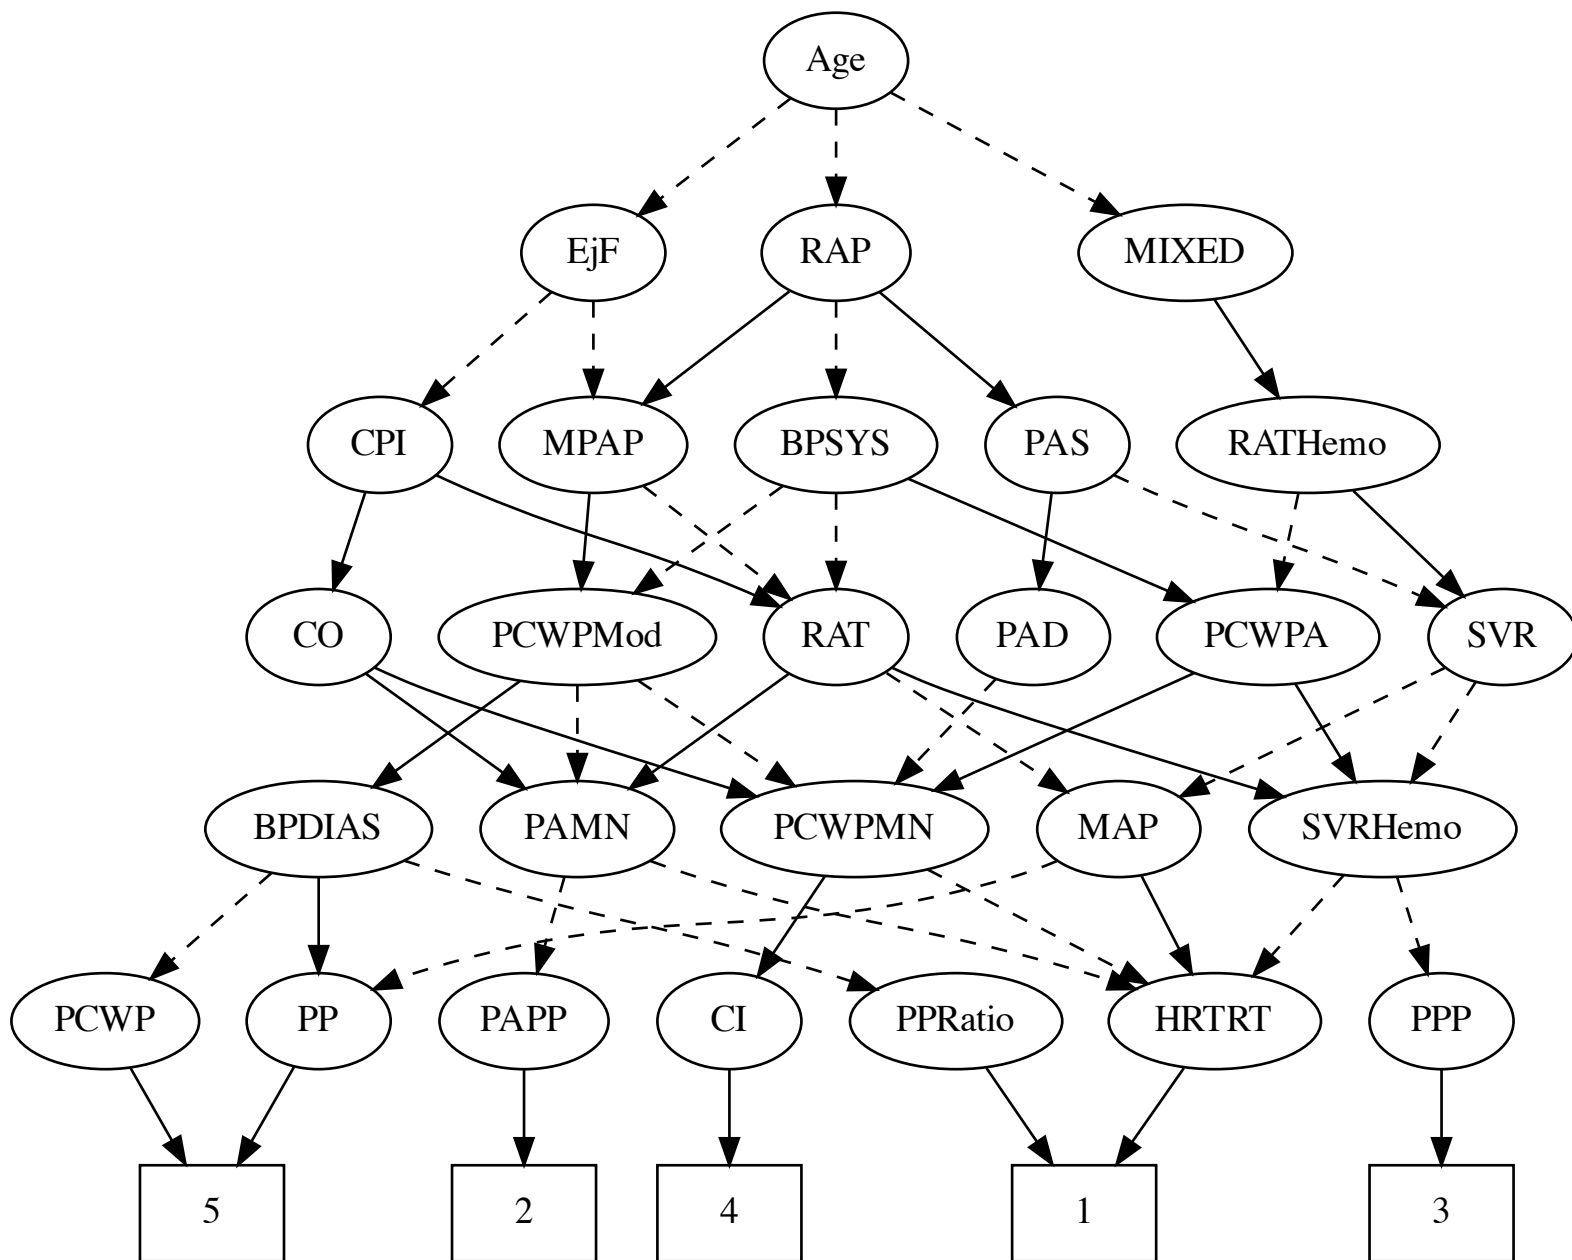 Age
EjF
RAP
MIXED
CPI
MPAP
BPSYS
PAS
RATHemo
CO
PCWPMod
RAT
PAD
PCWPA
SVR
BPDIAS
PAMN
PCWPMN
MAP
SVRHemo
PCWP
PP
PAPP
CI
PPRatio
HRTRT
PPP
5
2
4
1
3